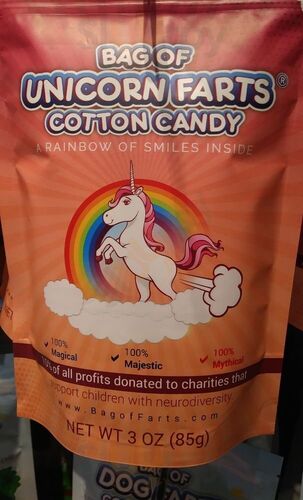 BAG OF
UNICORN FARTS®
COTTON CANDY
A RAINBOW OF SMILES INSIDE
100%
Magical
100%
Majestic
100%
Mythical
of all profits donated to charities that
support children with neurodiversity.
www.BagofFarts.com
NET WT 3 OZ (85g)
BAG OF
DOG